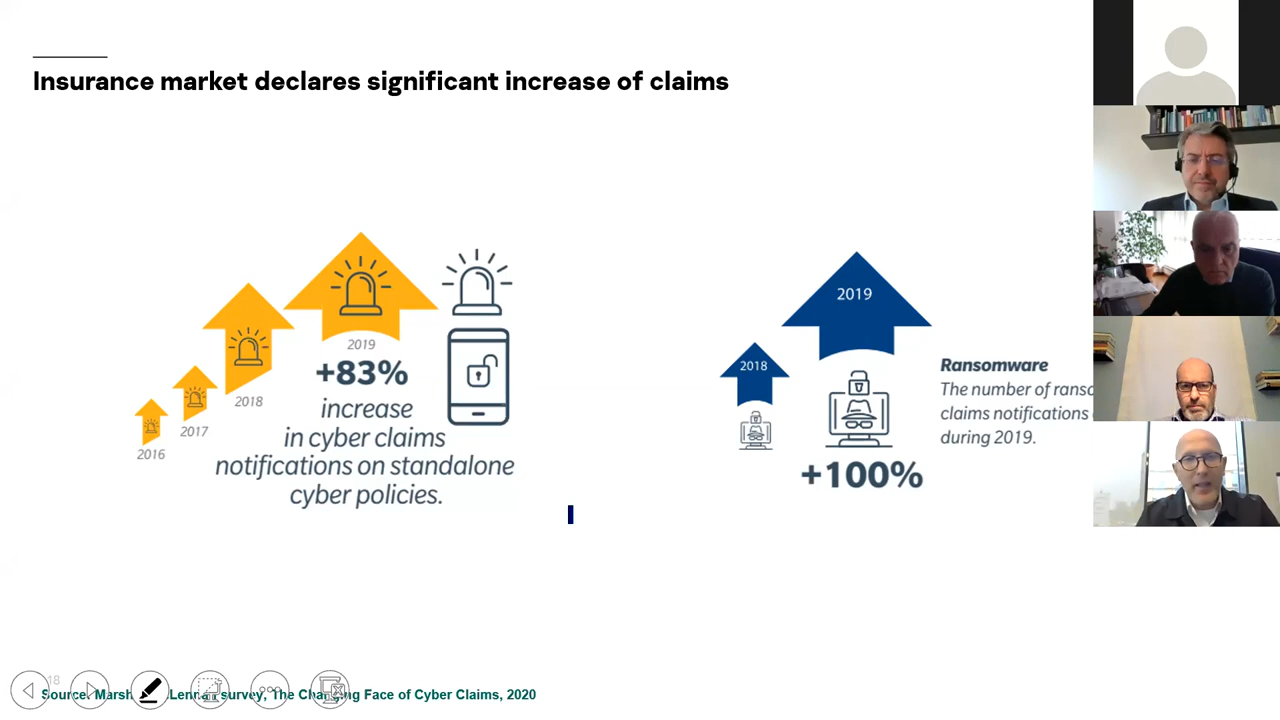 Insurance market declares significant increase of claims
2019
+83%
increase
in cyber claims
notifications on standalone
cyber policies.
2018
2017
2016
2019
2018
+100%
Ransomware
The number of
claims notifications
during 2019.
18
Source: survey, The Face of Cyber Claims, 2020